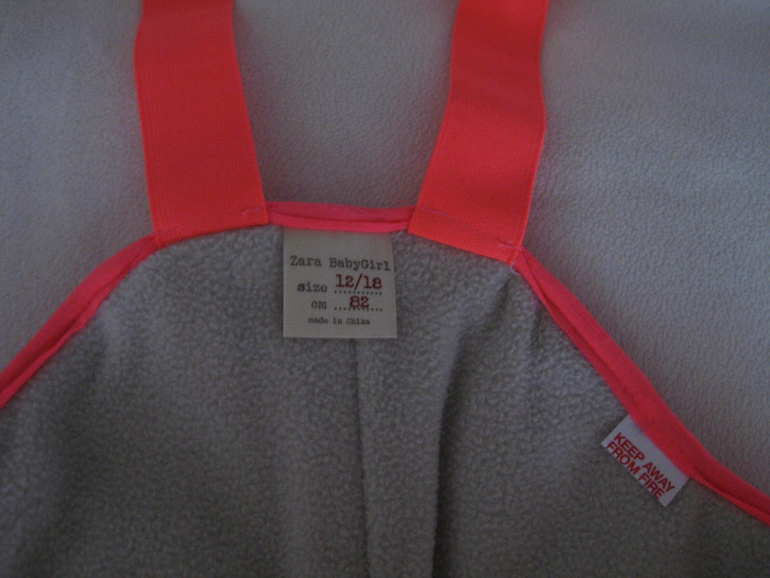 Zara BabyGirl
size 12/18
cm 82
made in China
KEEP AWAY
FROM FIRE